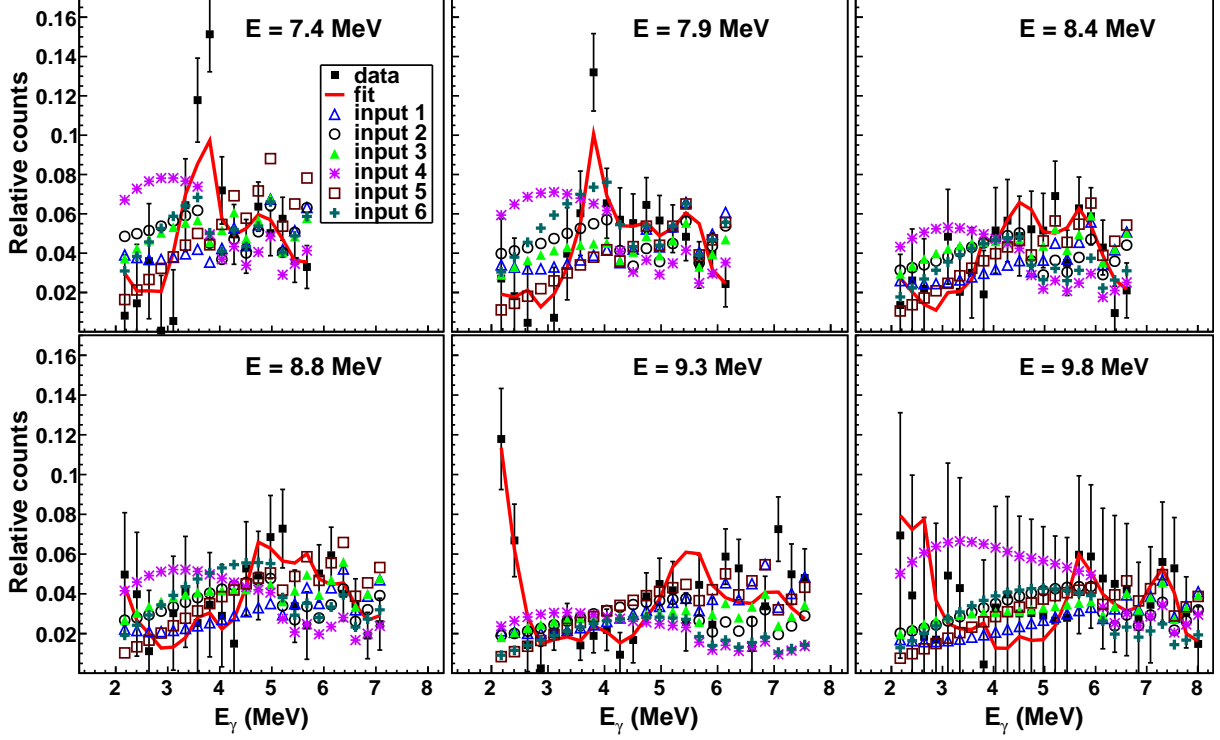 E = 7.4 MeV
E = 7.9 MeV
E = 8.4 MeV
Relative counts
0.16
0.14
0.12
0.1
0.08
0.06
0.04
0.02
data
fit
input 1
input 2
input 3
input 4
input 5
input 6
E = 8.8 MeV
E = 9.3 MeV
E = 9.8 MeV
Relative counts
0.16
0.14
0.12
0.1
0.08
0.06
0.04
0.02
2 3 4 5 6 7 8
2 3 4 5 6 7 8
2 3 4 5 6 7 8
E_γ (MeV)
E_γ (MeV)
E_γ (MeV)